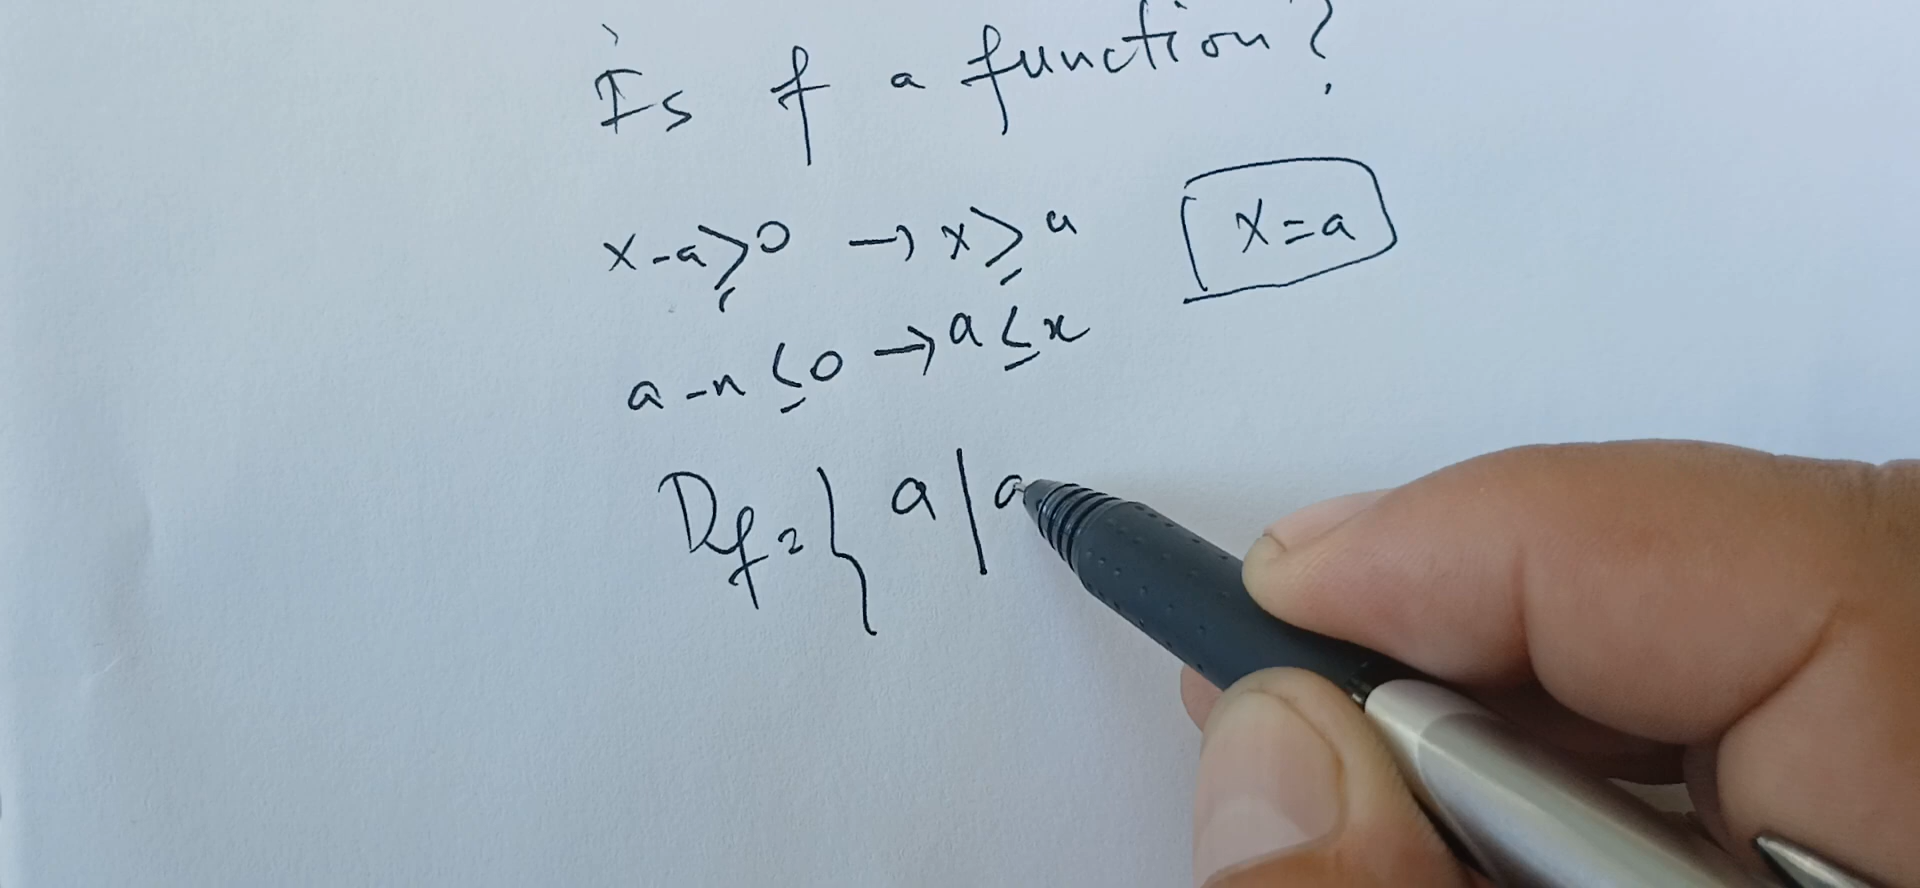 Is f a function?
x-a≥0 → x≥a
x=a
a-x≤0 → a≤x
Df = { a | a